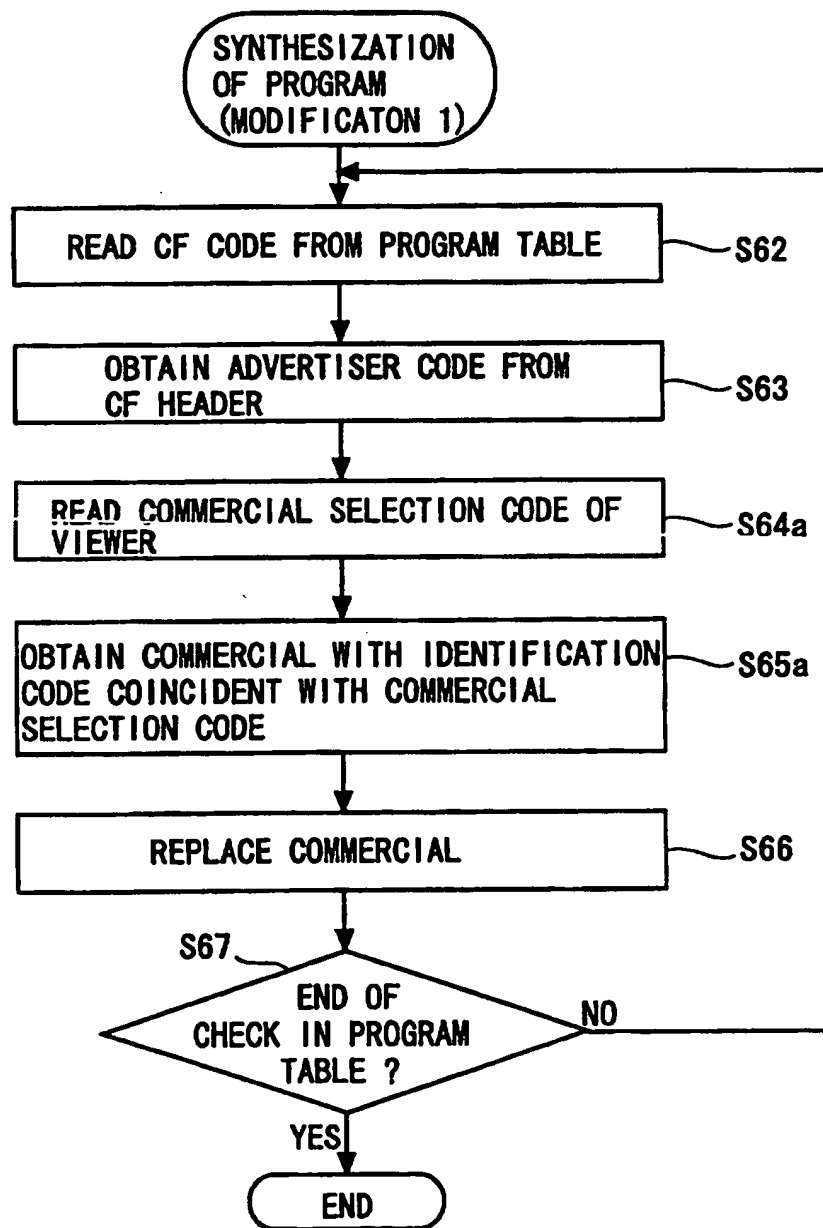 SYNTHESIZATION
OF PROGRAM
(MODIFICATON 1)
READ CF CODE FROM PROGRAM TABLE
S62
OBTAIN ADVERTISER CODE FROM
CF HEADER
S63
READ COMMERCIAL SELECTION CODE OF
VIEWER
S64a
OBTAIN COMMERCIAL WITH IDENTIFICATION
CODE COINCIDENT WITH COMMERCIAL
SELECTION CODE
S65a
REPLACE COMMERCIAL
S66
S67
END OF
CHECK IN PROGRAM
TABLE ?
NO
YES
END